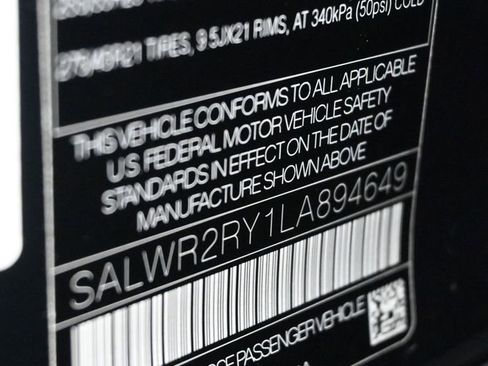 275/45R21 TIRES, 9.5JX21 RIMS, AT 340kPa (50psi) COLD
THIS VEHICLE CONFORMS TO ALL APPLICABLE
US FEDERAL MOTOR VEHICLE SAFETY
STANDARDS IN EFFECT ON THE DATE OF
MANUFACTURE SHOWN ABOVE
SALWR2RY1LA894649
PASSENGER VEHICLE